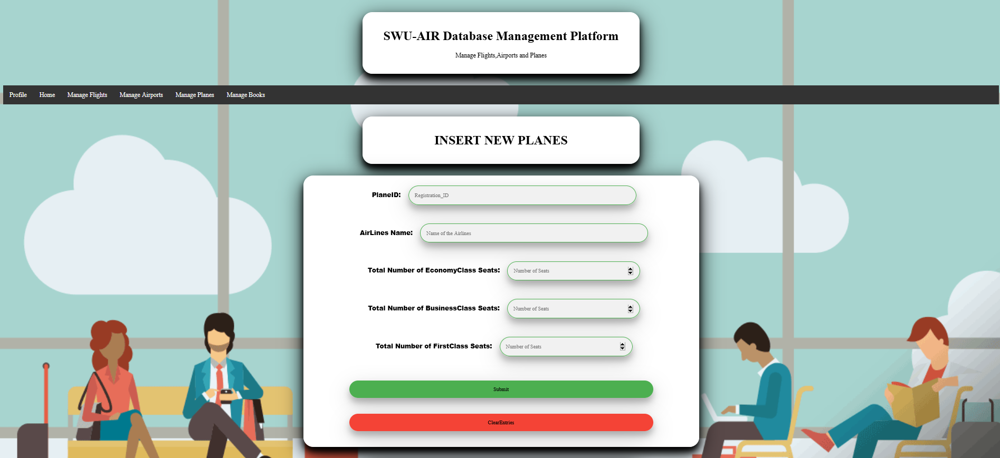 SWU-AIR Database Management Platform
Manage Flights,Airports and Planes
Profile Home Manage Flights Manage Airports Manage Planes Manage Books
INSERT NEW PLANES
PlaneID: Registration_ID
AirLines Name: Name of the Airlines
Total Number of EconomyClass Seats: Number of Seats
Total Number of BusinessClass Seats: Number of Seats
Total Number of FirstClass Seats: Number of Seats
Submit
ClearEntries